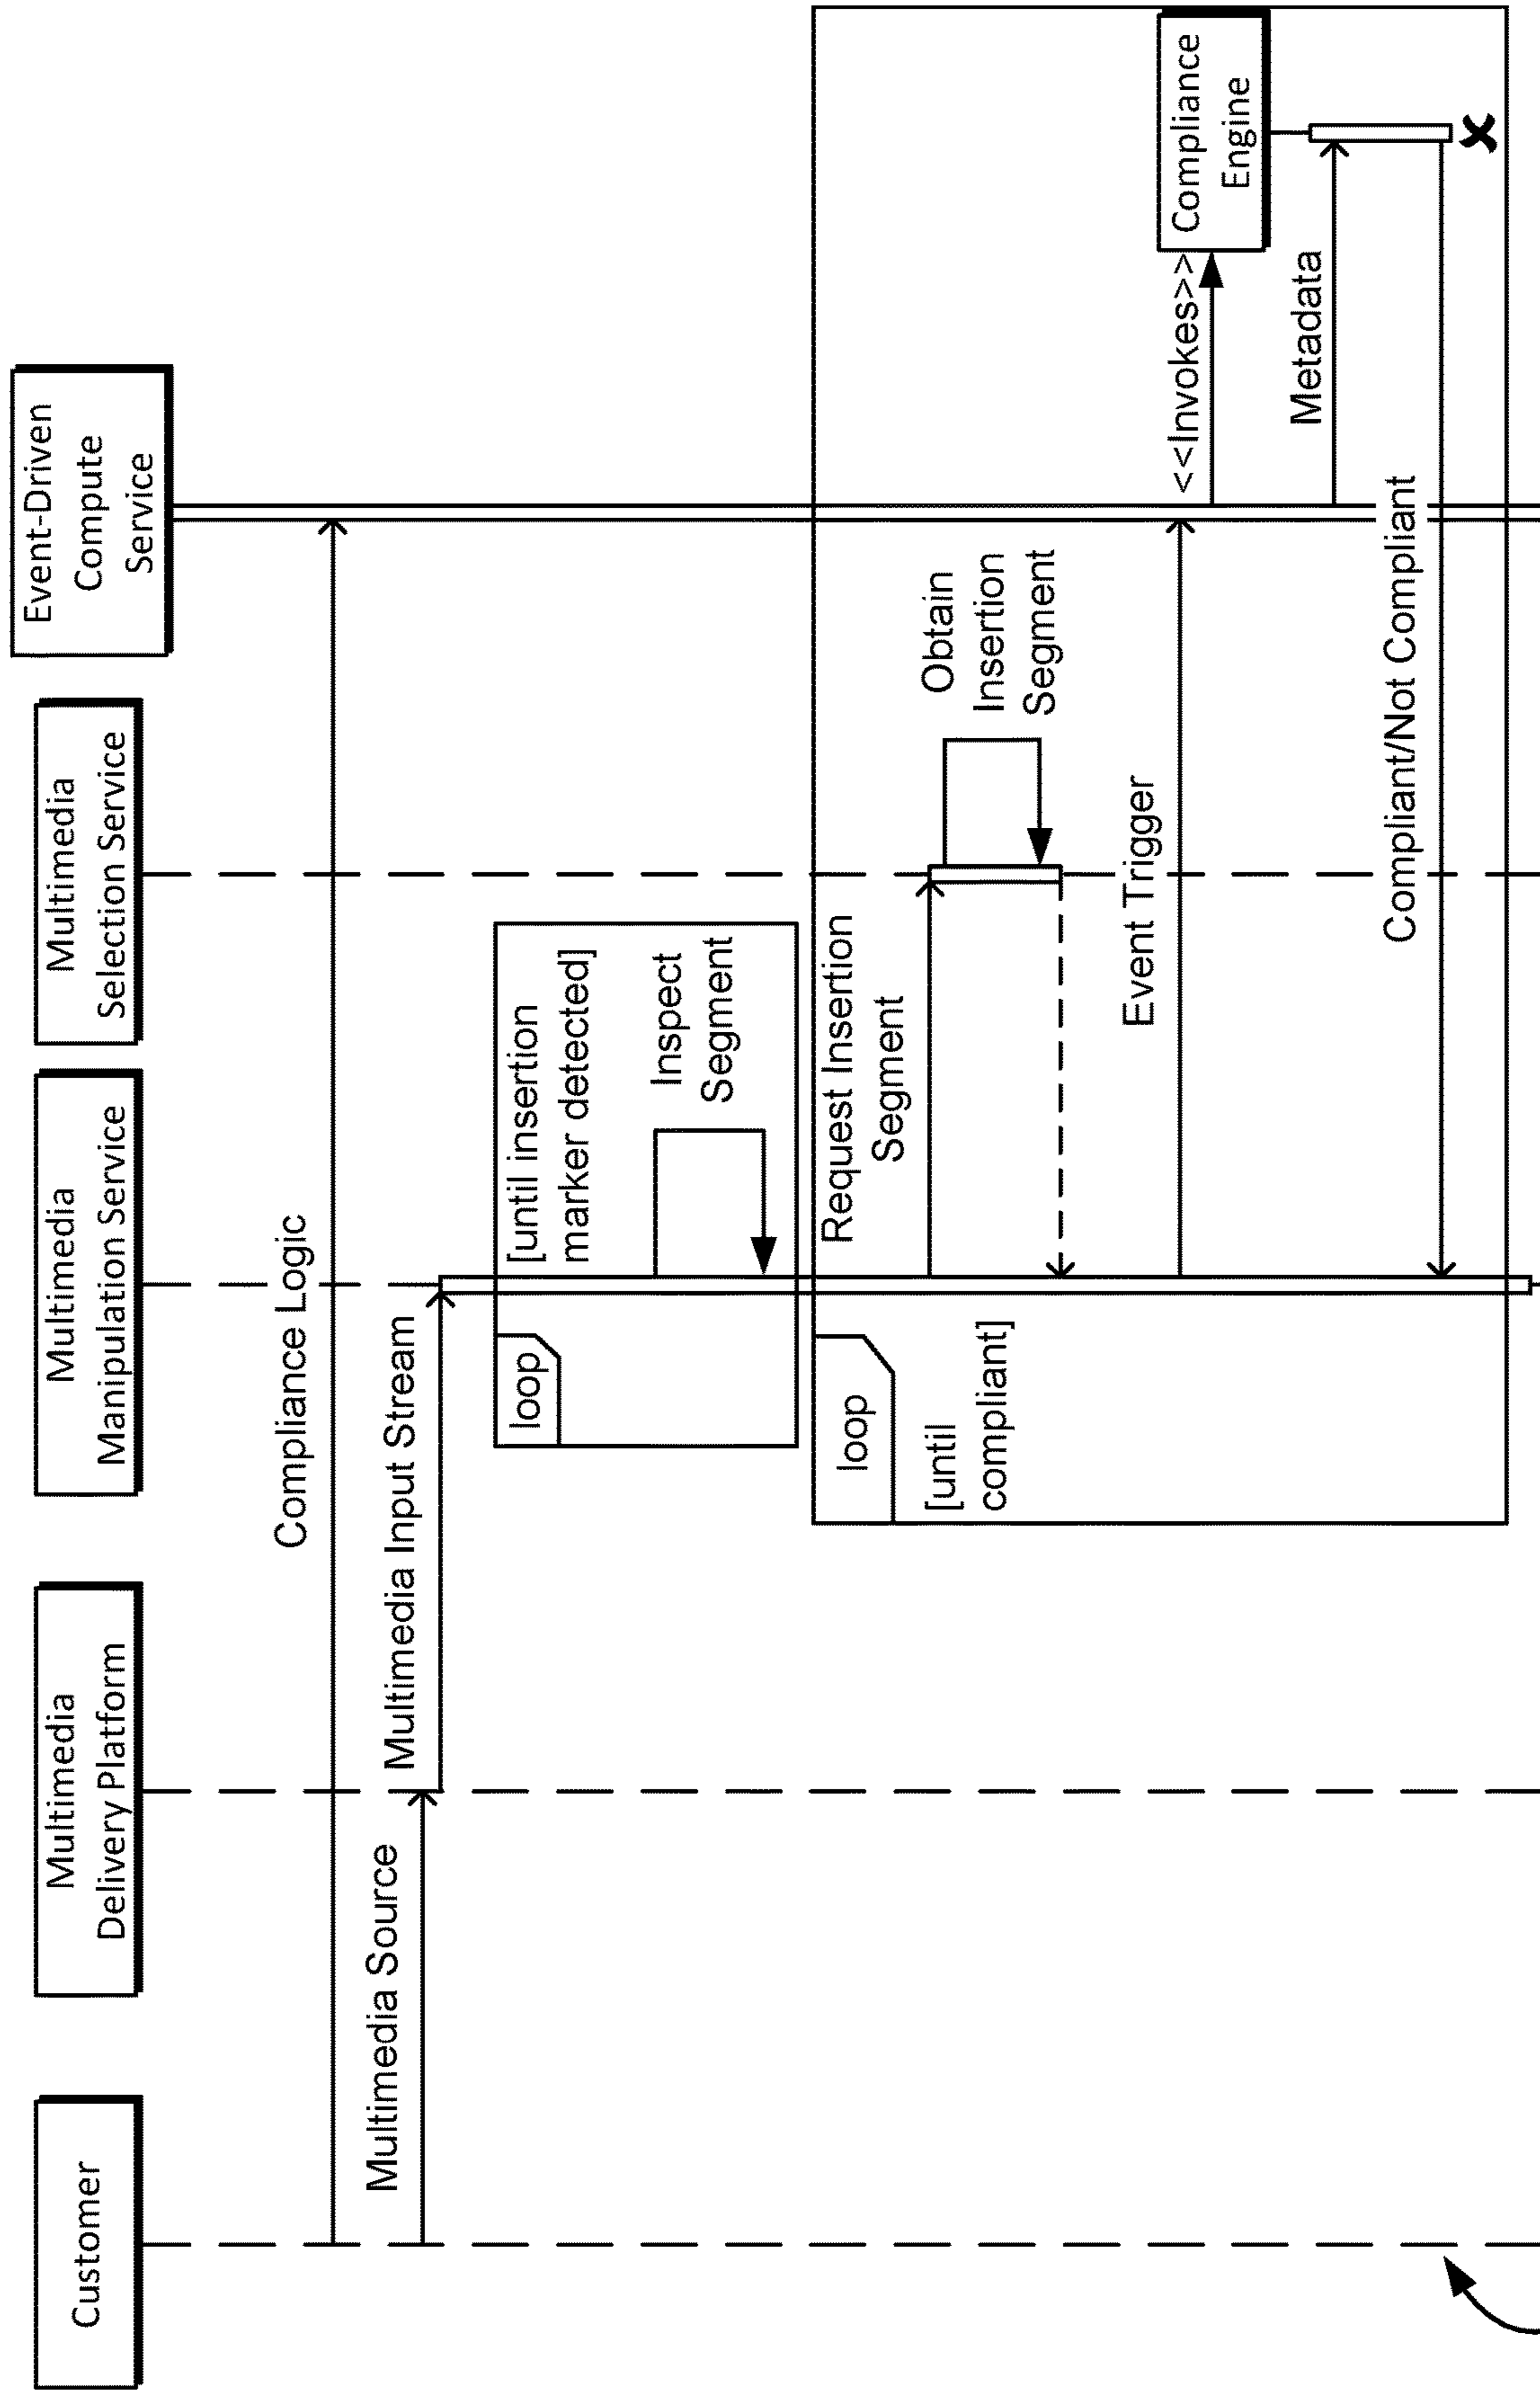 Customer
Multimedia
Delivery Platform
Multimedia
Manipulation Service
Multimedia
Selection Service
Event-Driven
Compute
Service
Compliance Logic
Multimedia Source
Multimedia Input Stream
loop
[until insertion
marker detected]
Inspect
Segment
loop
[until
compliant]
Request Insertion
Segment
Obtain
Insertion
Segment
Event Trigger
<<Invokes>>
Compliance
Engine
Metadata
Compliant/Not Compliant